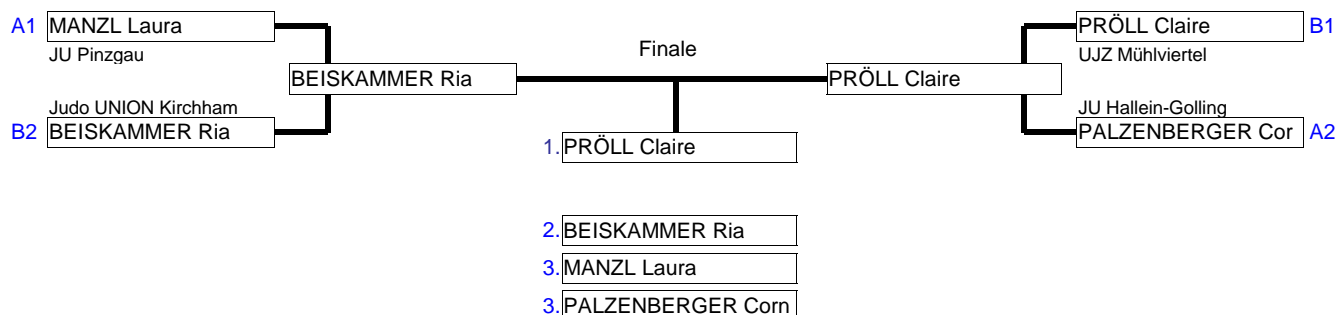 A1 MANZL Laura
JU Pinzgau
BEISKAMMER Ria
Judo UNION Kirchham
B2 BEISKAMMER Ria
Finale
PRÖLL Claire B1
UJZ Mühlviertel
PRÖLL Claire
JU Hallein-Golling
PALZENBERGER Cor A2
1. PRÖLL Claire
2. BEISKAMMER Ria
3. MANZL Laura
3. PALZENBERGER Corn